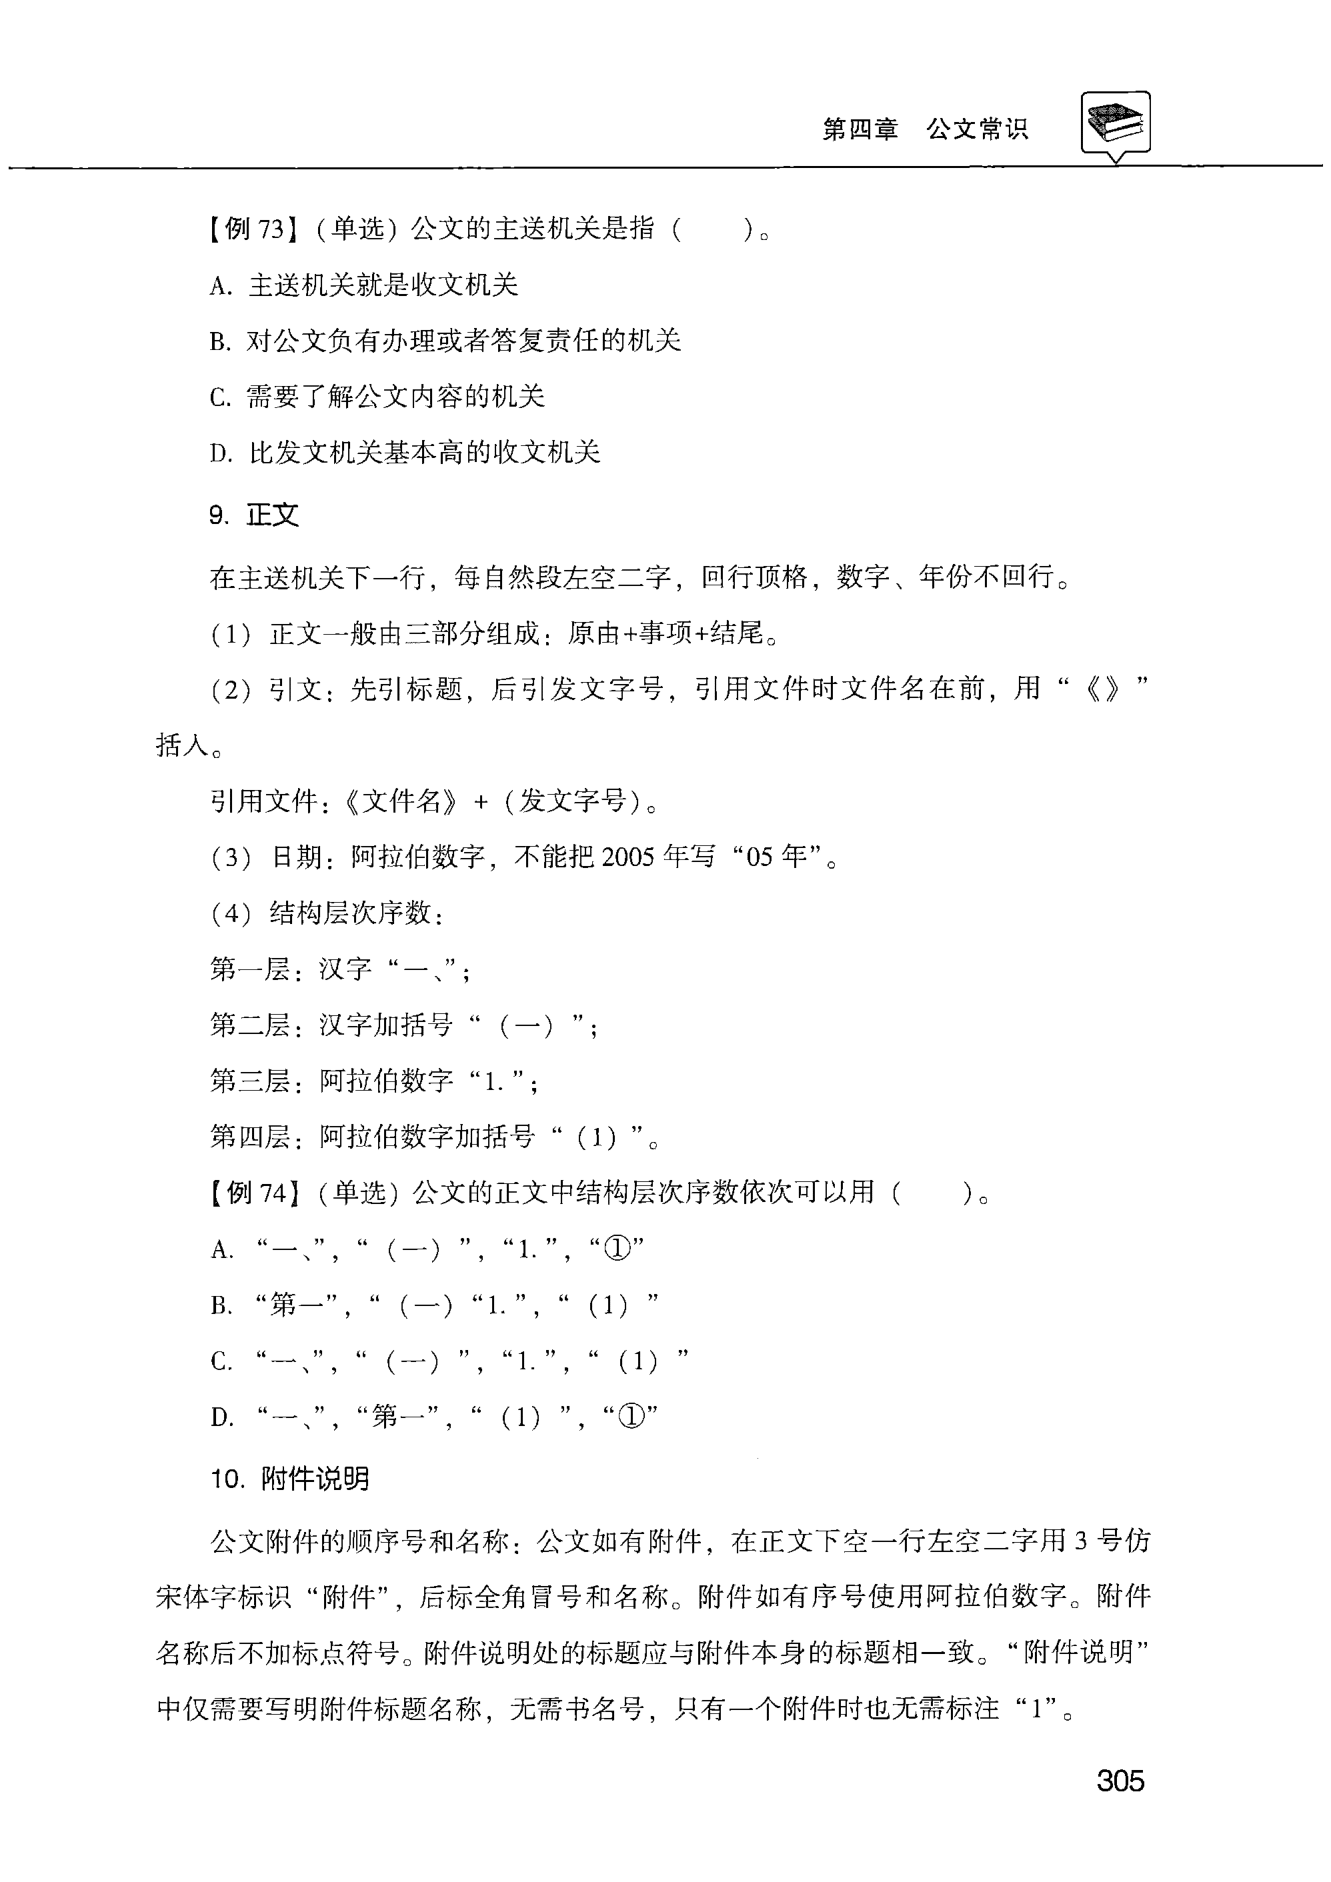 第四章 公文常识
【例 73】（单选）公文的主送机关是指（  ）。
A. 主送机关就是收文机关
B. 对公文负有办理或者答复责任的机关
C. 需要了解公文内容的机关
D. 比发文机关基本高的收文机关
9. 正文
在主送机关下一行，每自然段左空二字，回行顶格，数字、年份不回行。
（1）正文一般由三部分组成：原由+事项+结尾。
（2）引文：先引标题，后引发文字号，引用文件时文件名在前，用“《》”
括入。
引用文件：《文件名》+（发文字号）。
（3）日期：阿拉伯数字，不能把 2005 年写“05 年”。
（4）结构层次序数：
第一层：汉字“一、”；
第二层：汉字加括号“（一）”；
第三层：阿拉伯数字“1.”；
第四层：阿拉伯数字加括号“（1）”。
【例 74】（单选）公文的正文中结构层次序数依次可以用（  ）。
A. “一、”，“（一）”，“1.”，“①”
B. “第一”，“（一）“1.”，“（1）”
C. “一、”，“（一）”，“1.”，“（1）”
D. “一、”，“第一”，“（1）”，“①”
10. 附件说明
公文附件的顺序号和名称：公文如有附件，在正文下空一行左空二字用 3 号仿
宋体字标识“附件”，后标全角冒号和名称。附件如有序号使用阿拉伯数字。附件
名称后不加标点符号。附件说明处的标题应与附件本身的标题相一致。“附件说明”
中仅需要写明附件标题名称，无需书名号，只有一个附件时也无需标注“1”。
305